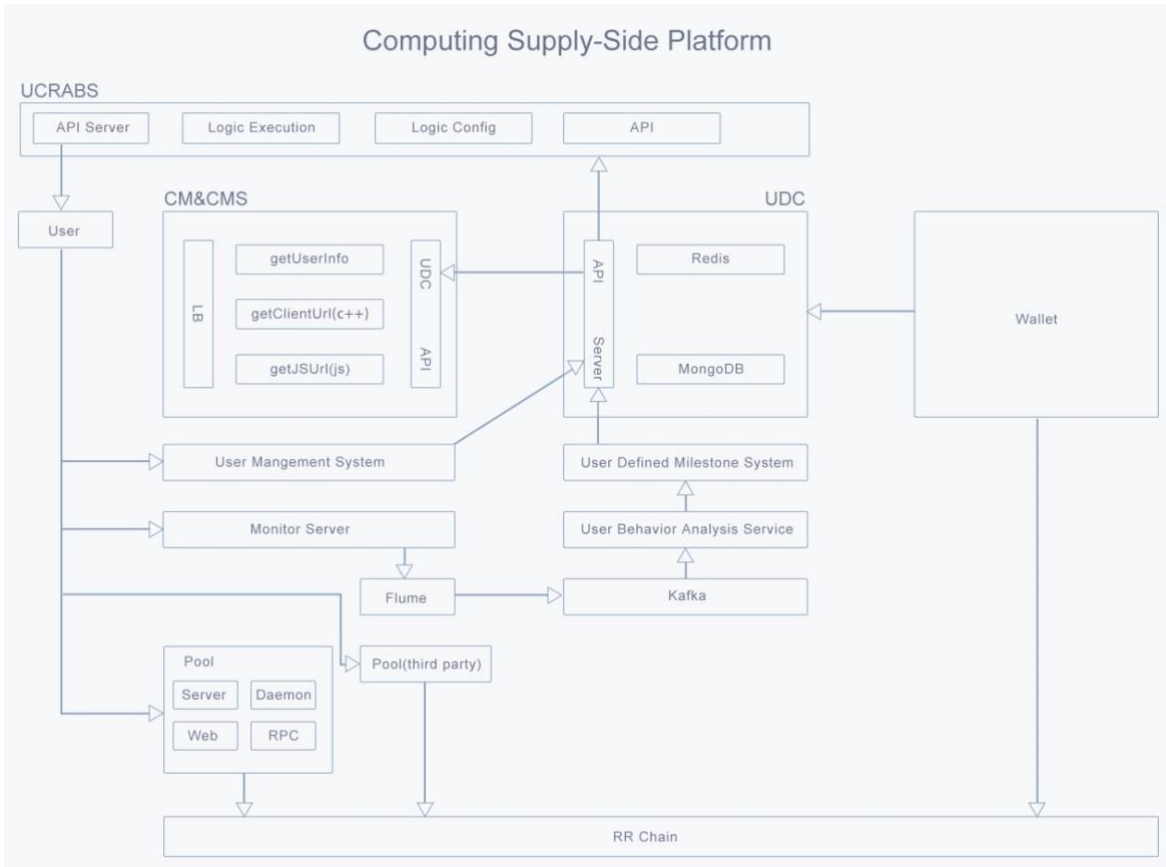 Computing Supply-Side Platform
UCRABS
API Server
Logic Execution
Logic Config
API
User
CM&CMS
LB
getUserInfo
getClientUrl(c++)
getJSUrl(js)
UDC API
UDC
API Server
Redis
MongoDB
Wallet
User Mangement System
User Defined Milestone System
Monitor Server
User Behavior Analysis Service
Flume
Kafka
Pool
Server
Daemon
Web
RPC
Pool(third party)
RR Chain